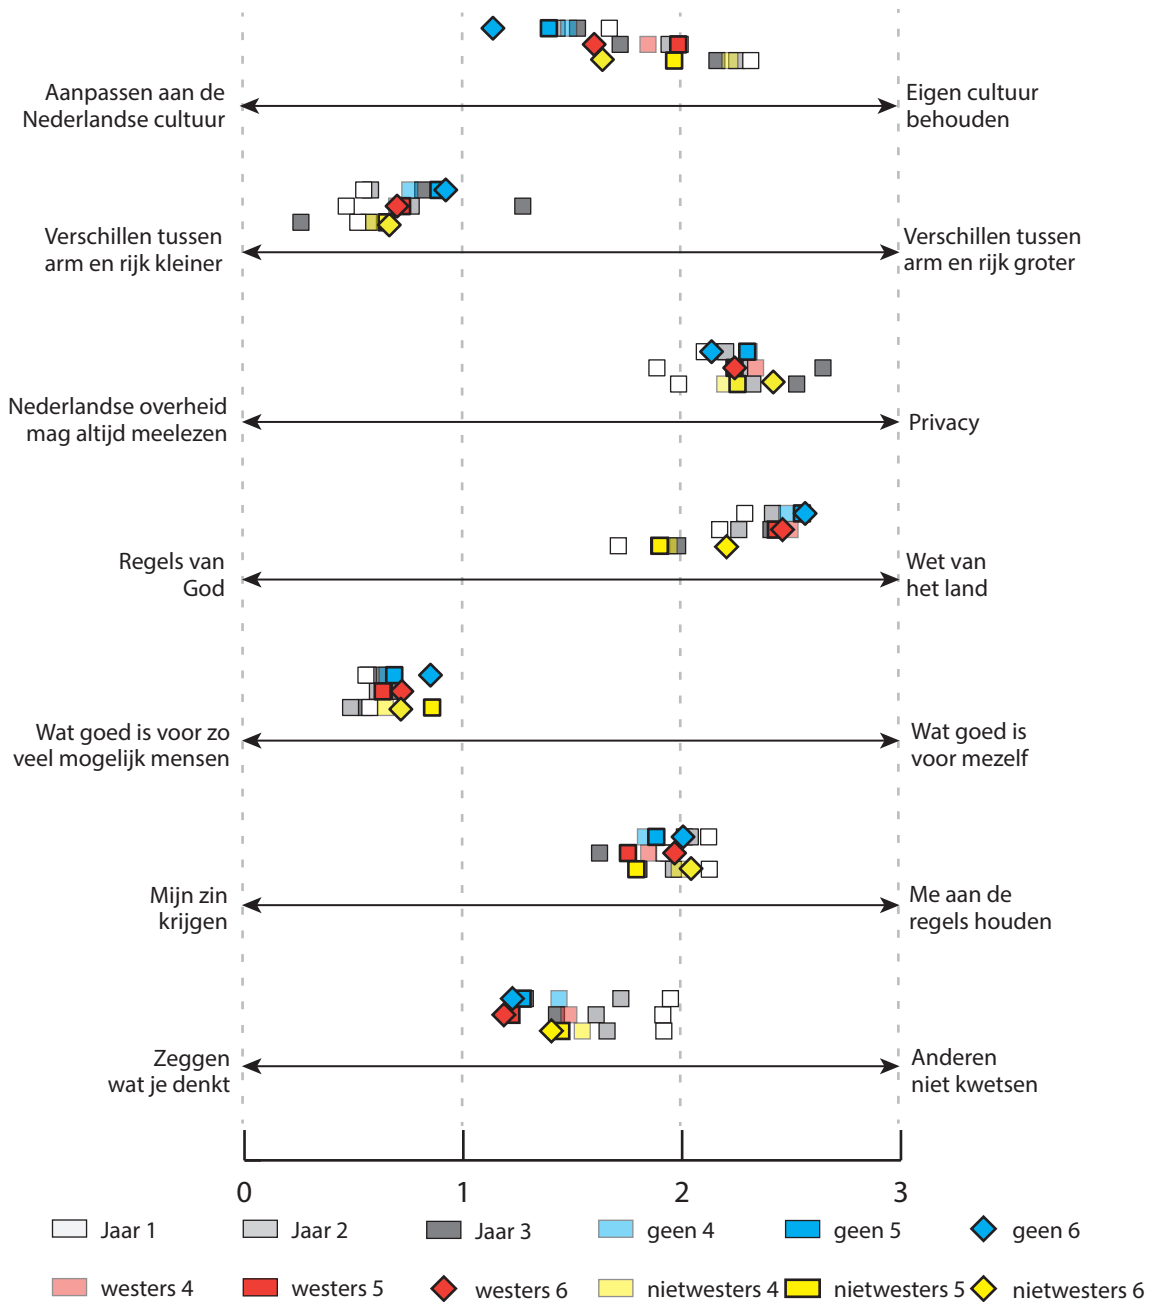 Aanpassen aan de
Nederlandse cultuur
Eigen cultuur
behouden
Verschillen tussen
arm en rijk kleiner
Verschillen tussen
arm en rijk groter
Nederlandse overheid
mag altijd meelezen
Privacy
Regels van
God
Wet van
het land
Wat goed is voor zo
veel mogelijk mensen
Wat goed is
voor mezelf
Mijn zin
krijgen
Me aan de
regels houden
Zeggen
wat je denkt
Anderen
niet kwetsen
0 1 2 3
Jaar 1 Jaar 2 Jaar 3 geen 4 geen 5 geen 6
westers 4 westers 5 westers 6 nietwesters 4 nietwesters 5 nietwesters 6